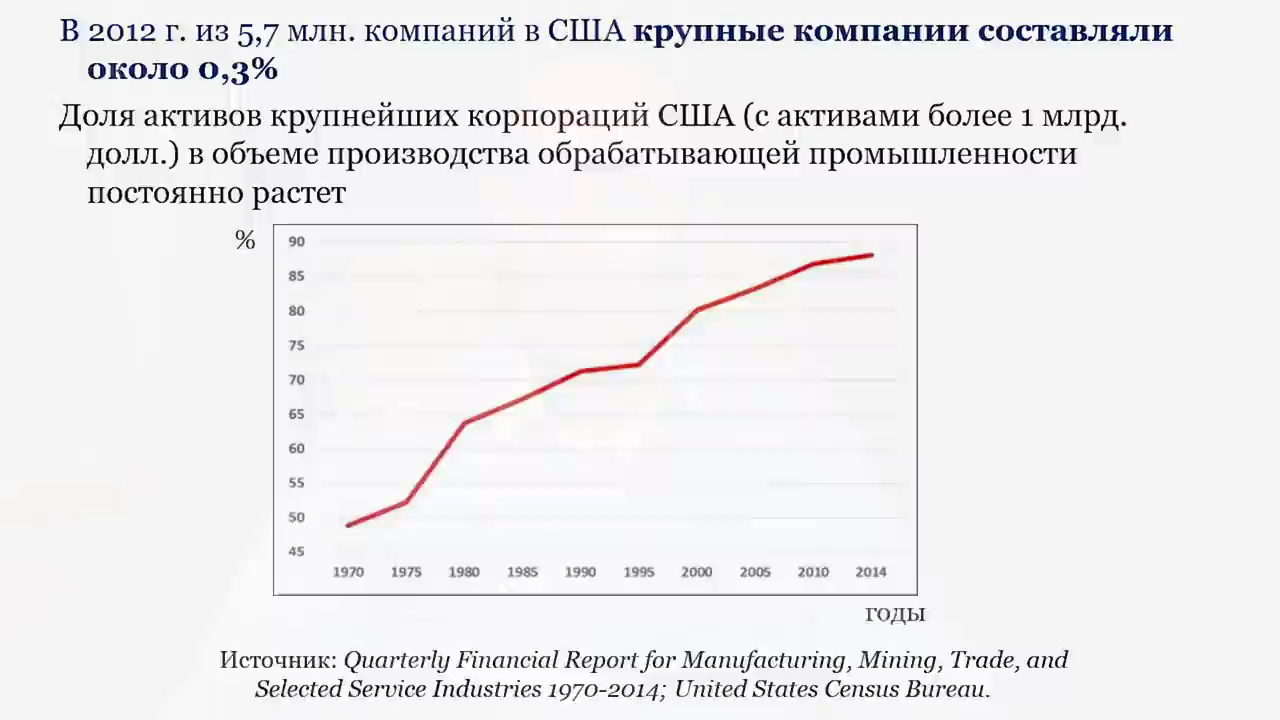 В 2012 г. из 5,7 млн. компаний в США крупные компании составляли
около 0,3%
Доля активов крупнейших корпораций США (с активами более 1 млрд.
долл.) в объеме производства обрабатывающей промышленности
постоянно растет
%
90
85
80
75
70
65
60
55
50
45
1970 1975 1980 1985 1990 1995 2000 2005 2010 2014
годы
Источник: Quarterly Financial Report for Manufacturing, Mining, Trade, and
Selected Service Industries 1970-2014; United States Census Bureau.